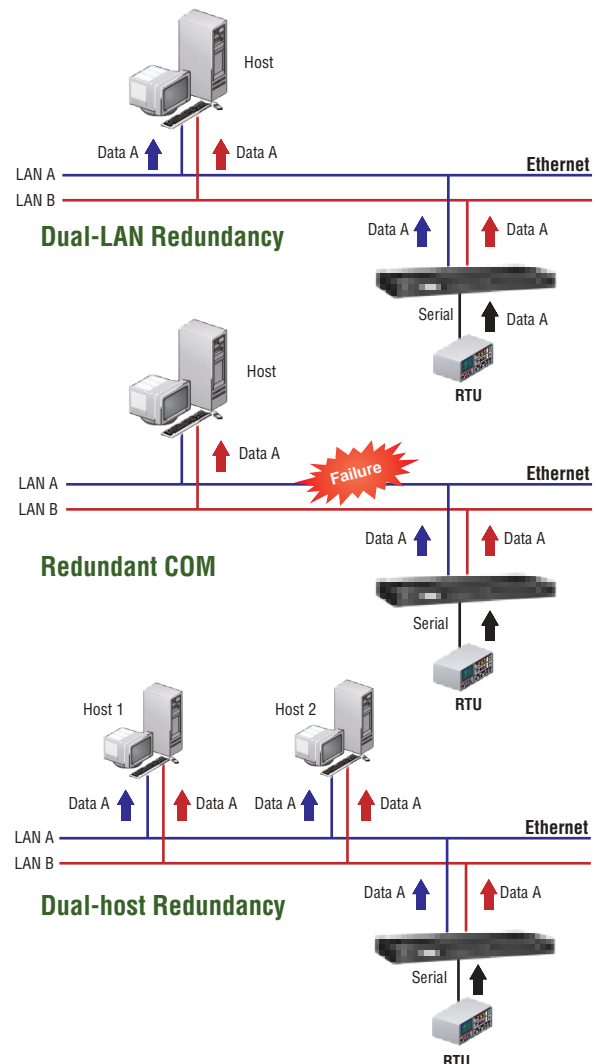 Host
Data A
Data A
LAN A
Ethernet
LAN B
Dual-LAN Redundancy
Data A
Data A
Serial
Data A
RTU
Host
Data A
Failure
LAN A
Ethernet
LAN B
Data A
Data A
Redundant COM
Serial
RTU
Host 1
Host 2
Data A
Data A
Data A
Data A
LAN A
Ethernet
LAN B
Data A
Data A
Dual-host Redundancy
Serial
RTU